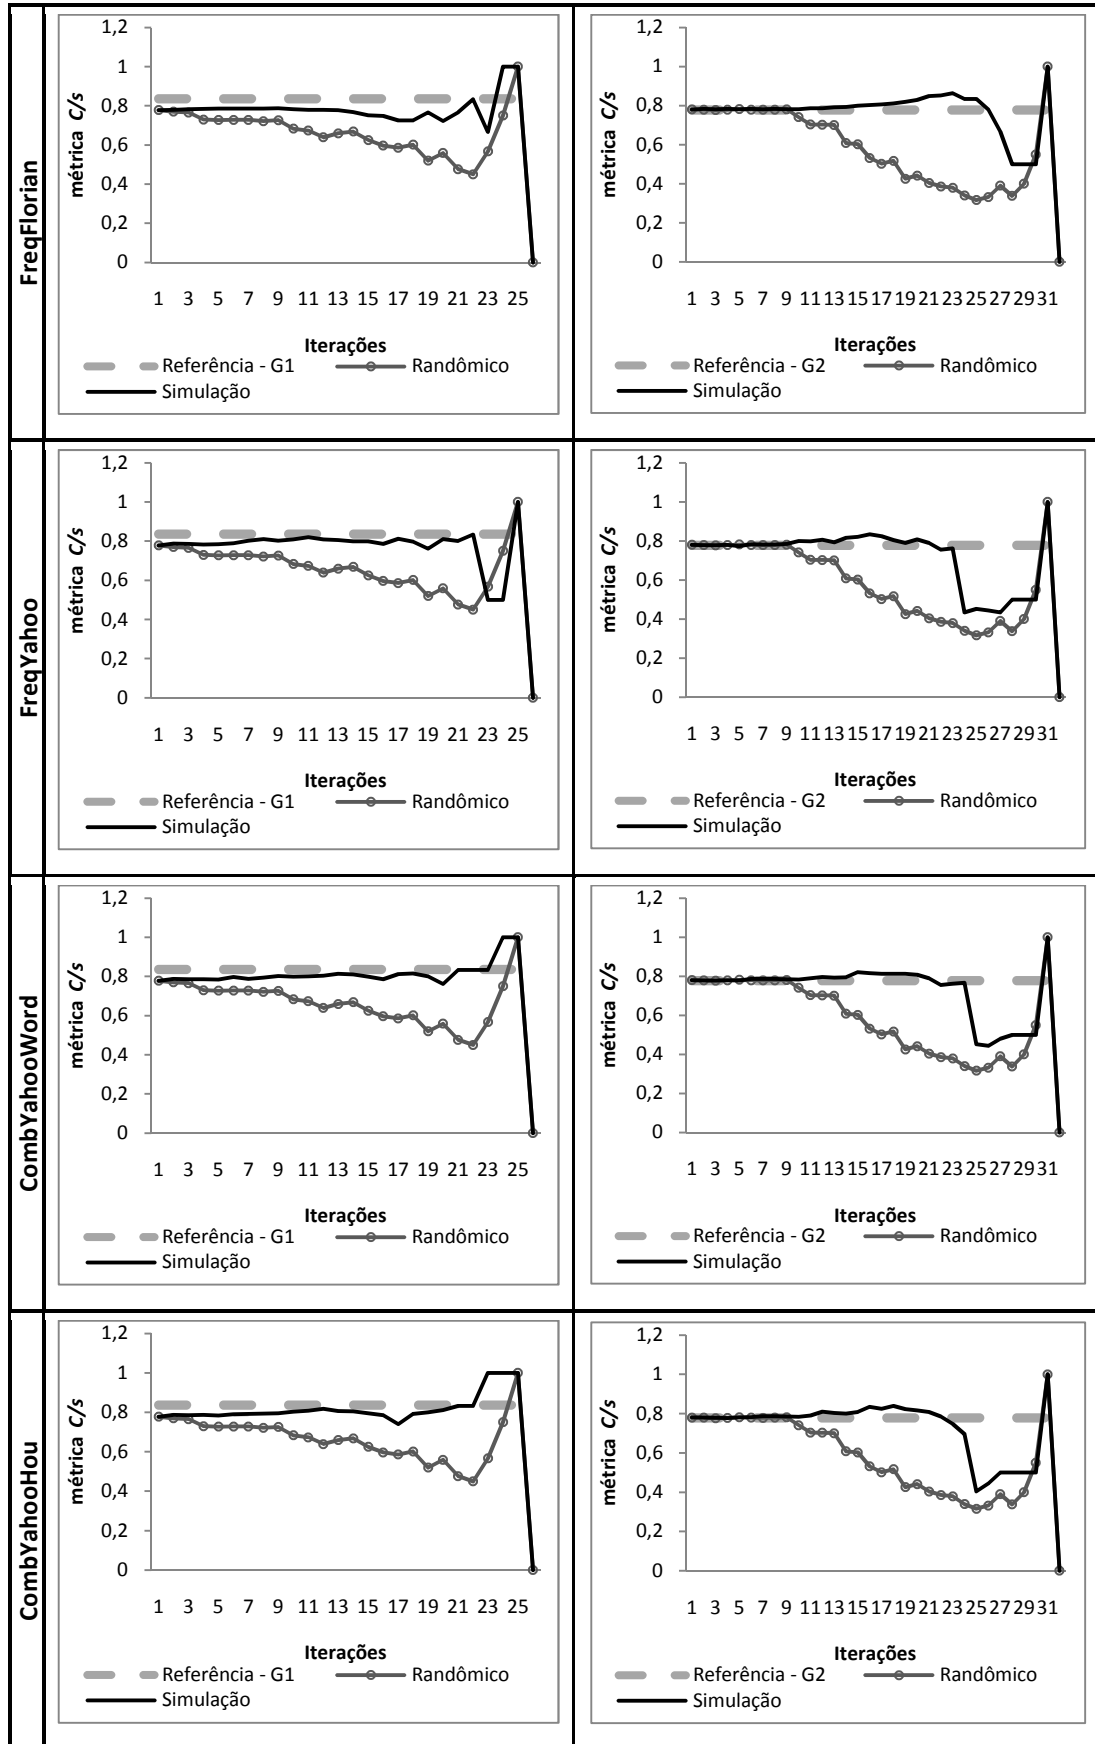 FreqFlorian
métrica C/s
1,2
1
0,8
0,6
0,4
0,2
0
1 3 5 7 9 11 13 15 17 19 21 23 25
Iterações
Referência - G1 Randômico
Simulação
métrica C/s
1,2
1
0,8
0,6
0,4
0,2
0
1 3 5 7 9 11 13 15 17 19 21 23 25 27 29 31
Iterações
Referência - G2 Randômico
Simulação
FreqYahoo
métrica C/s
1,2
1
0,8
0,6
0,4
0,2
0
1 3 5 7 9 11 13 15 17 19 21 23 25
Iterações
Referência - G1 Randômico
Simulação
métrica C/s
1,2
1
0,8
0,6
0,4
0,2
0
1 3 5 7 9 11 13 15 17 19 21 23 25 27 29 31
Iterações
Referência - G2 Randômico
Simulação
CombYahooWord
métrica C/s
1,2
1
0,8
0,6
0,4
0,2
0
1 3 5 7 9 11 13 15 17 19 21 23 25
Iterações
Referência - G1 Randômico
Simulação
métrica C/s
1,2
1
0,8
0,6
0,4
0,2
0
1 3 5 7 9 11 13 15 17 19 21 23 25 27 29 31
Iterações
Referência - G2 Randômico
Simulação
CombYahooHou
métrica C/s
1,2
1
0,8
0,6
0,4
0,2
0
1 3 5 7 9 11 13 15 17 19 21 23 25
Iterações
Referência - G1 Randômico
Simulação
métrica C/s
1,2
1
0,8
0,6
0,4
0,2
0
1 3 5 7 9 11 13 15 17 19 21 23 25 27 29 31
Iterações
Referência - G2 Randômico
Simulação